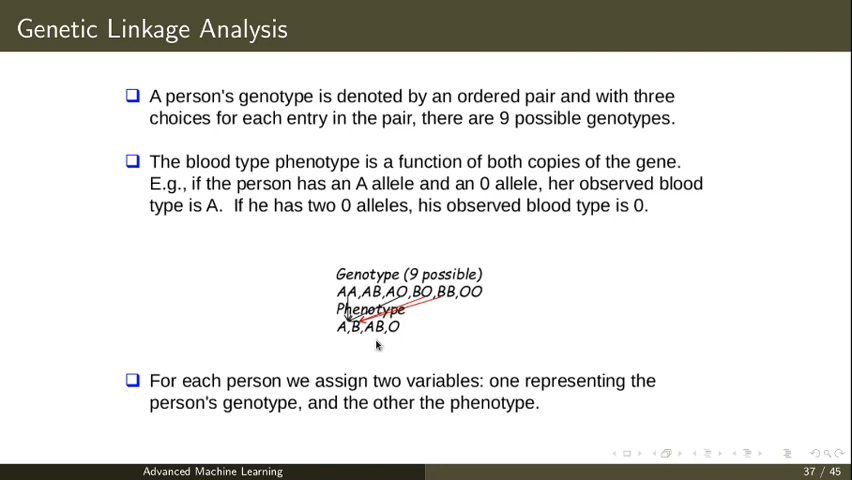 Genetic Linkage Analysis
A person's genotype is denoted by an ordered pair and with three
choices for each entry in the pair, there are 9 possible genotypes.
The blood type phenotype is a function of both copies of the gene.
E.g., if the person has an A allele and an 0 allele, her observed blood
type is A. If he has two 0 alleles, his observed blood type is 0.
Genotype (9 possible)
AA,AB,AO,BO,BB,OO
Phenotype
A,B,AB,O
For each person we assign two variables: one representing the
person's genotype, and the other the phenotype.
Advanced Machine Learning 37 / 45